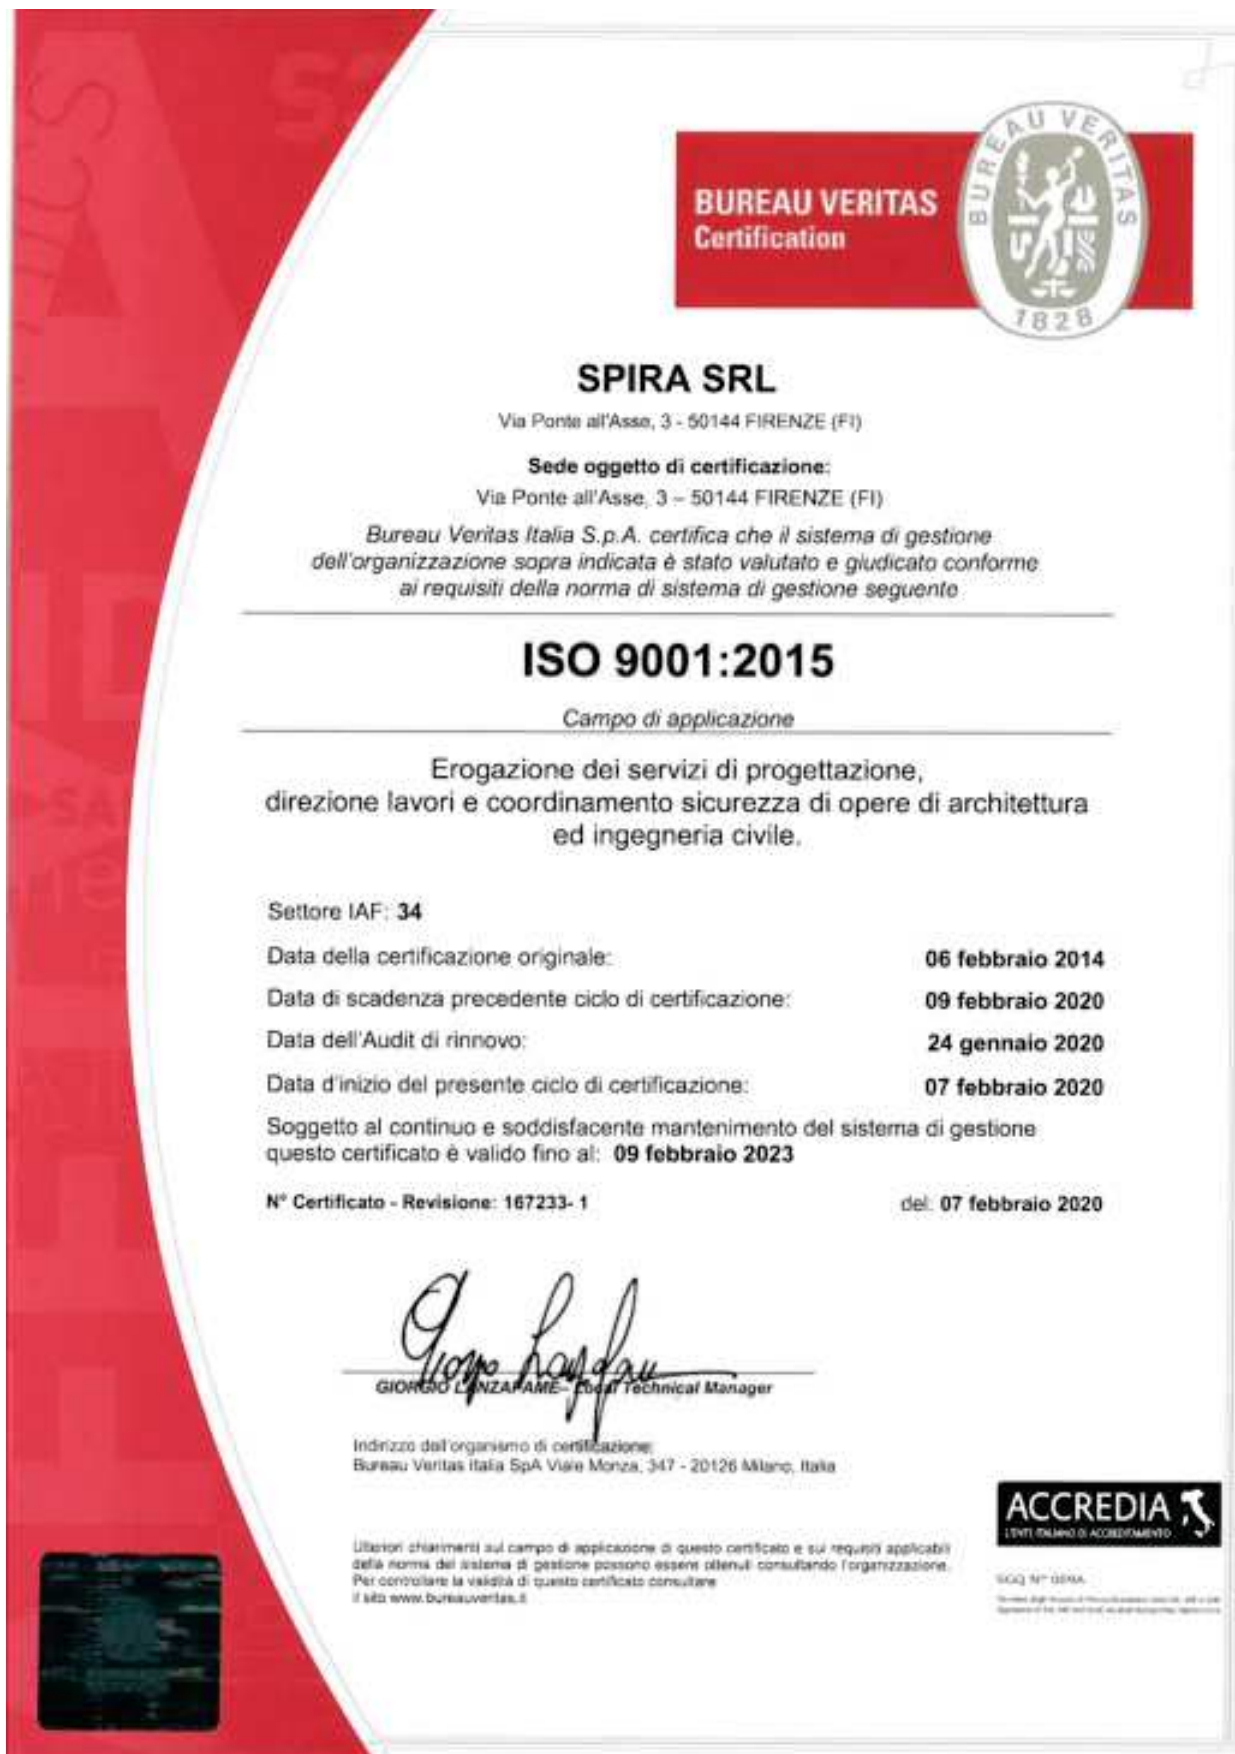 BUREAU VERITAS
Certification
BUREAU VERITAS
1828
SPIRA SRL
Via Ponte all'Asse, 3 - 50144 FIRENZE (FI)
Sede oggetto di certificazione:
Via Ponte all'Asse, 3 – 50144 FIRENZE (FI)
Bureau Veritas Italia S.p.A. certifica che il sistema di gestione
dell'organizzazione sopra indicata è stato valutato e giudicato conforme
ai requisiti della norma di sistema di gestione seguente
ISO 9001:2015
Campo di applicazione
Erogazione dei servizi di progettazione,
direzione lavori e coordinamento sicurezza di opere di architettura
ed ingegneria civile.
Settore IAF: 34
Data della certificazione originale: 06 febbraio 2014
Data di scadenza precedente ciclo di certificazione: 09 febbraio 2020
Data dell'Audit di rinnovo: 24 gennaio 2020
Data d'inizio del presente ciclo di certificazione: 07 febbraio 2020
Soggetto al continuo e soddisfacente mantenimento del sistema di gestione
questo certificato è valido fino al: 09 febbraio 2023
N° Certificato - Revisione: 167233- 1 del: 07 febbraio 2020
GIORGIO LANZAFAME– Local Technical Manager
Indirizzo dell'organismo di certificazione:
Bureau Veritas Italia SpA Viale Monza, 347 - 20126 Milano, Italia
Ulteriori chiarimenti sul campo di applicazione di questo certificato e sui requisiti applicabili
della norma del sistema di gestione possono essere ottenuti consultando l'organizzazione.
Per controllare la validità di questo certificato consultare
il sito www.bureauveritas.it
ACCREDIA
L'ENTE ITALIANO DI ACCREDITAMENTO
SGQ N°